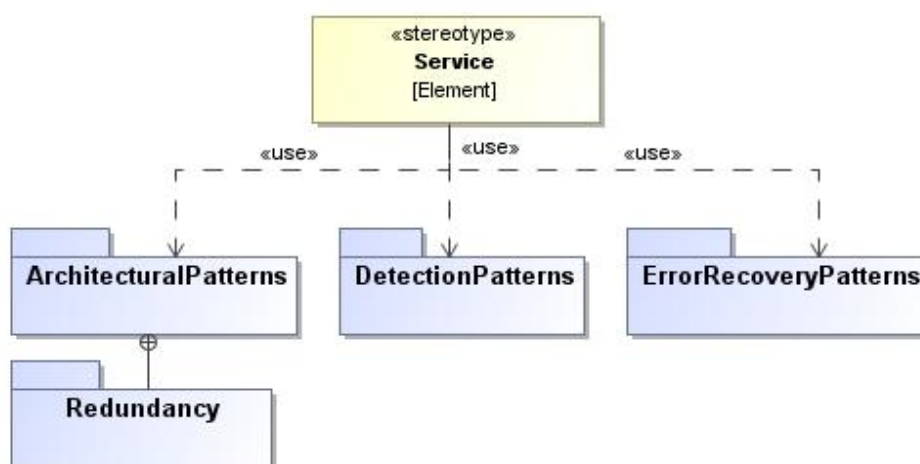 «stereotype»
Service
[Element]
«use»
«use»
«use»
ArchitecturalPatterns
DetectionPatterns
ErrorRecoveryPatterns
Redundancy